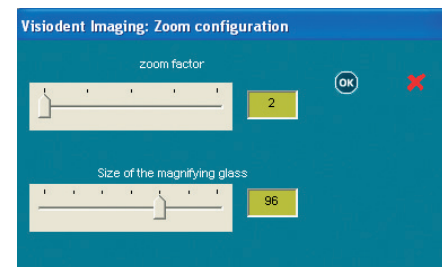 Visiodent Imaging: Zoom configuration
zoom factor
2
OK
Size of the magnifying glass
96